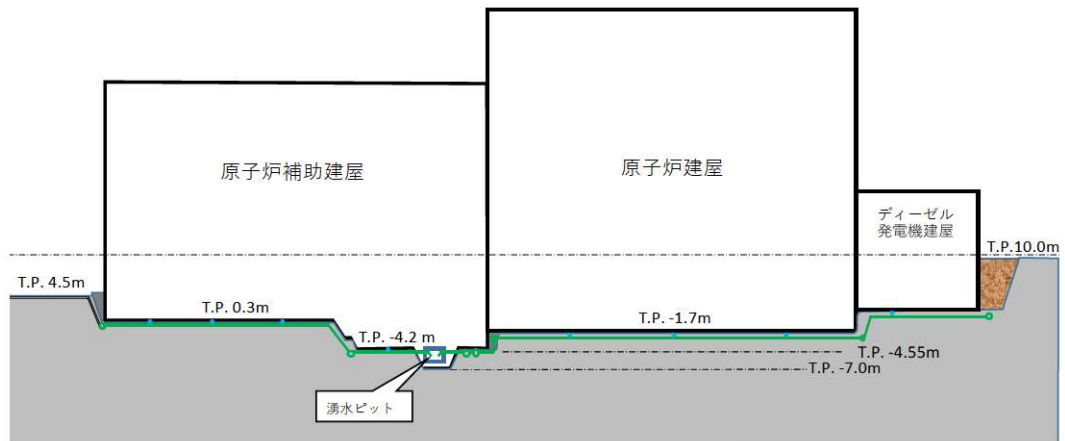 原子炉補助建屋
原子炉建屋
ディーゼル
発電機建屋
T.P.10.0m
T.P. 4.5m
T.P. 0.3m
T.P. -1.7m
T.P. -4.2 m
T.P. -4.55m
T.P. -7.0m
湧水ピット